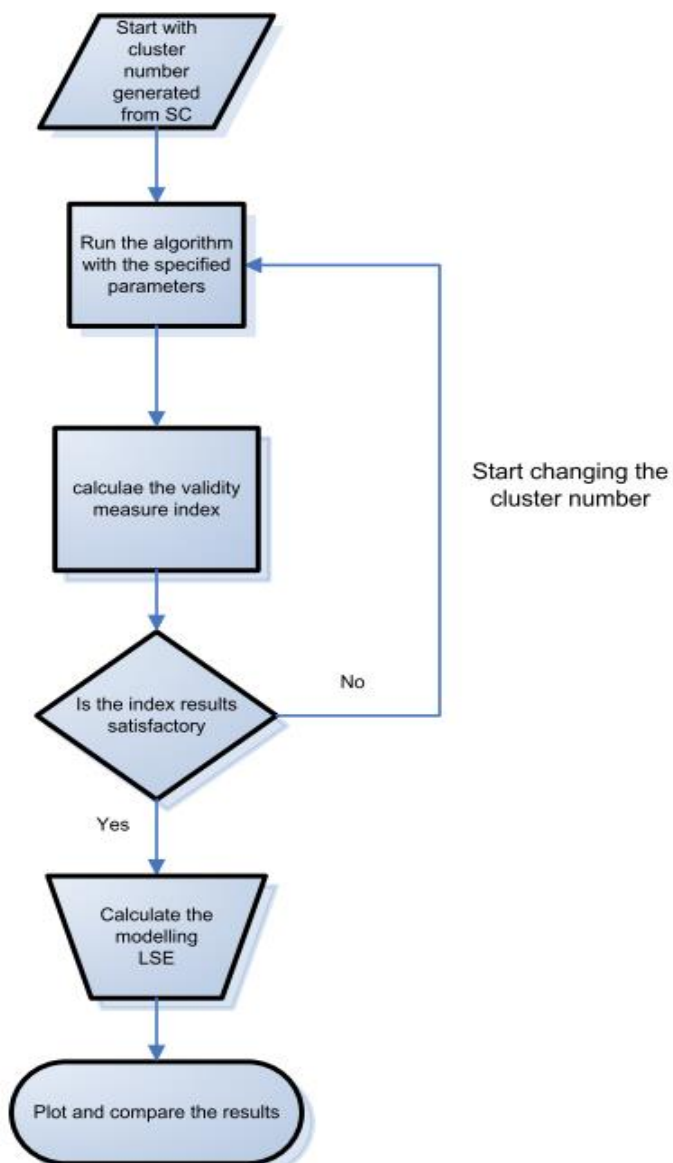 Start with
cluster
number
generated
from SC
Run the algorithm
with the specified
parameters
calculae the validity
measure index
Start changing the
cluster number
Is the index results
satisfactory
No
Yes
Calculate the
modelling
LSE
Plot and compare the results